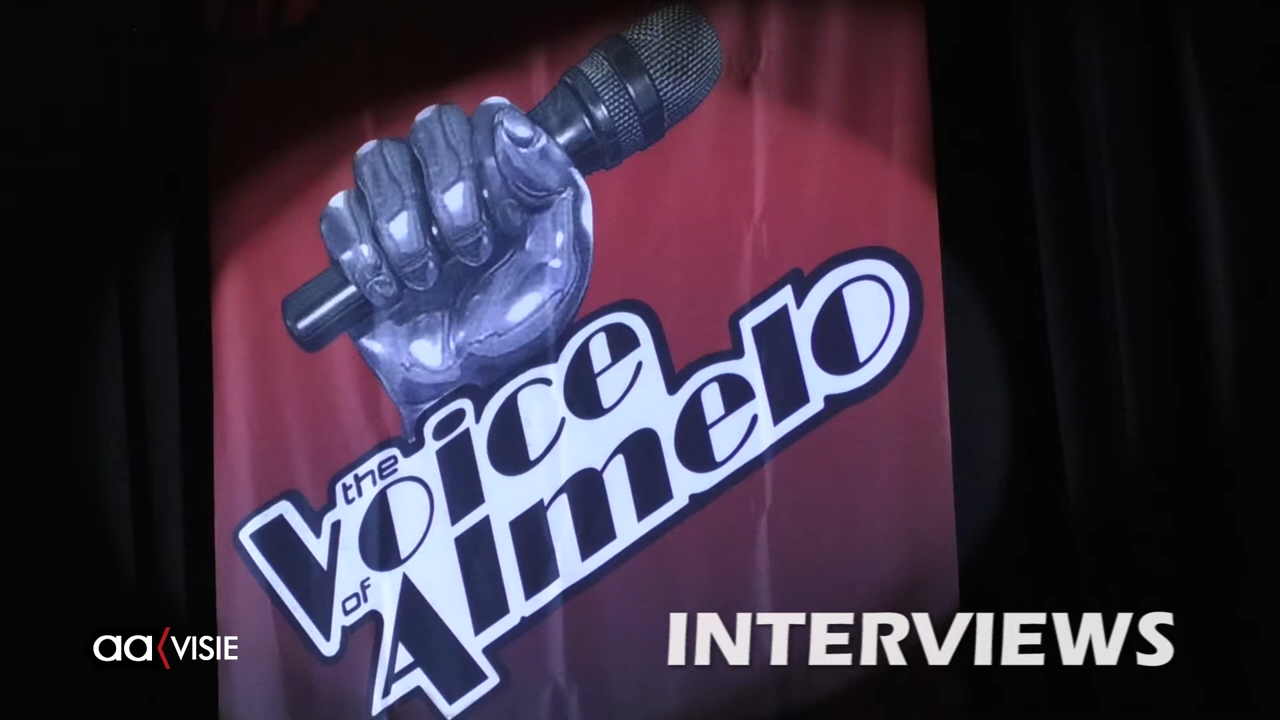 the
Voice
of
Almelo
aa VISIE
INTERVIEWS